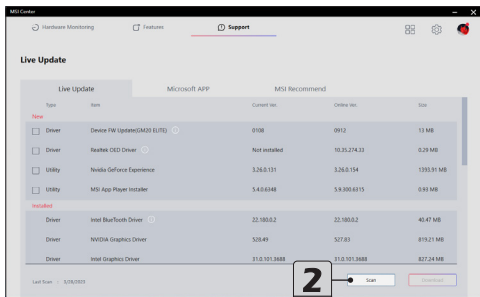 MSI Center
Hardware Monitoring Features Support
Live Update
Live Update Microsoft APP MSI Recommend
Type Item Current Ver. Online Ver. Size
New
Driver Device FW Update(GM20 ELITE) 0108 0912 13 MB
Driver Realtek OED Driver Not installed 10.35.274.33 0.29 MB
Utility Nvidia GeForce Experience 3.26.0.131 3.26.0.154 1393.91 MB
Utility MSI App Player Installer 5.4.0.6348 5.9.300.6315 0.93 MB
Installed
Driver Intel BlueTooth Driver 22.180.0.2 22.180.0.2 40.47 MB
Driver NVIDIA Graphics Driver 528.49 527.83 819.21 MB
Driver Intel Graphics Driver 31.0.101.3688 31.0.101.3688 827.24 MB
Last Scan : 5/28/2023 2 Scan Download